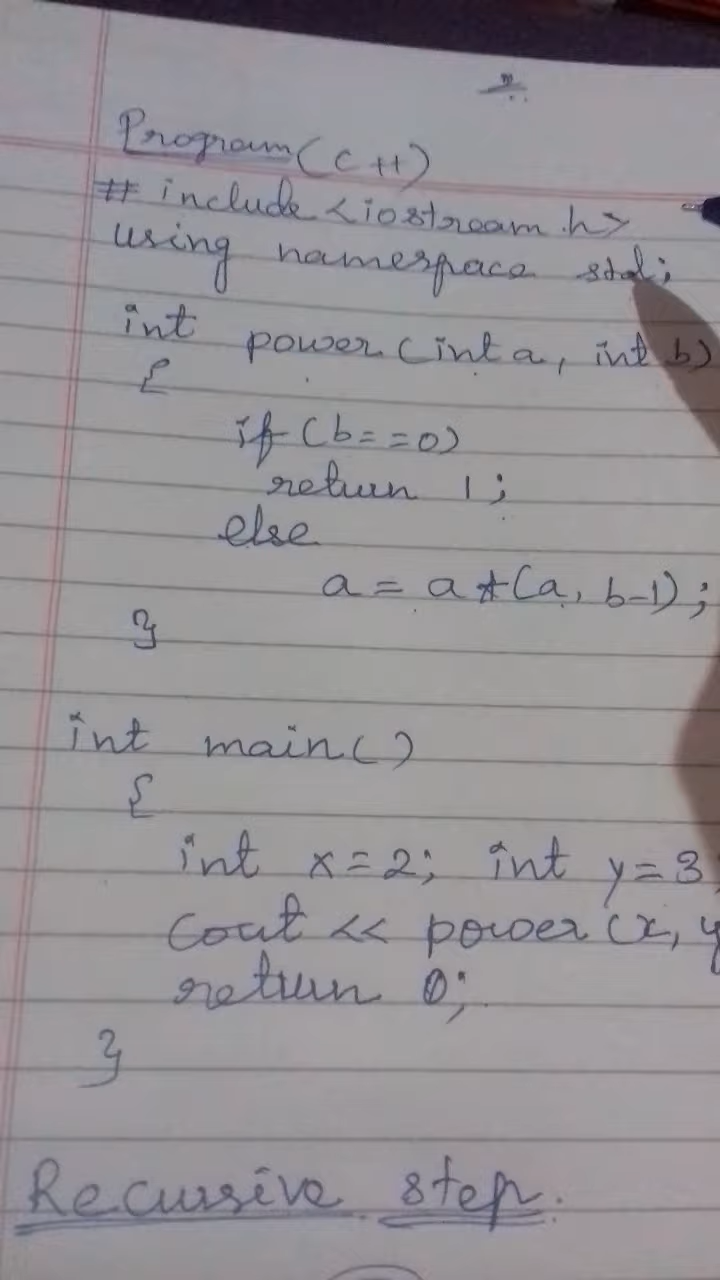 Program (C++)
# include <iostream.h>
using namespace std;
int power (int a, int b)
{
if (b==0)
return 1;
else
a = a*(a, b-1);
}
int main()
{
int x=2; int y=3;
cout << power (x, y
return 0;
}
Recursive step.